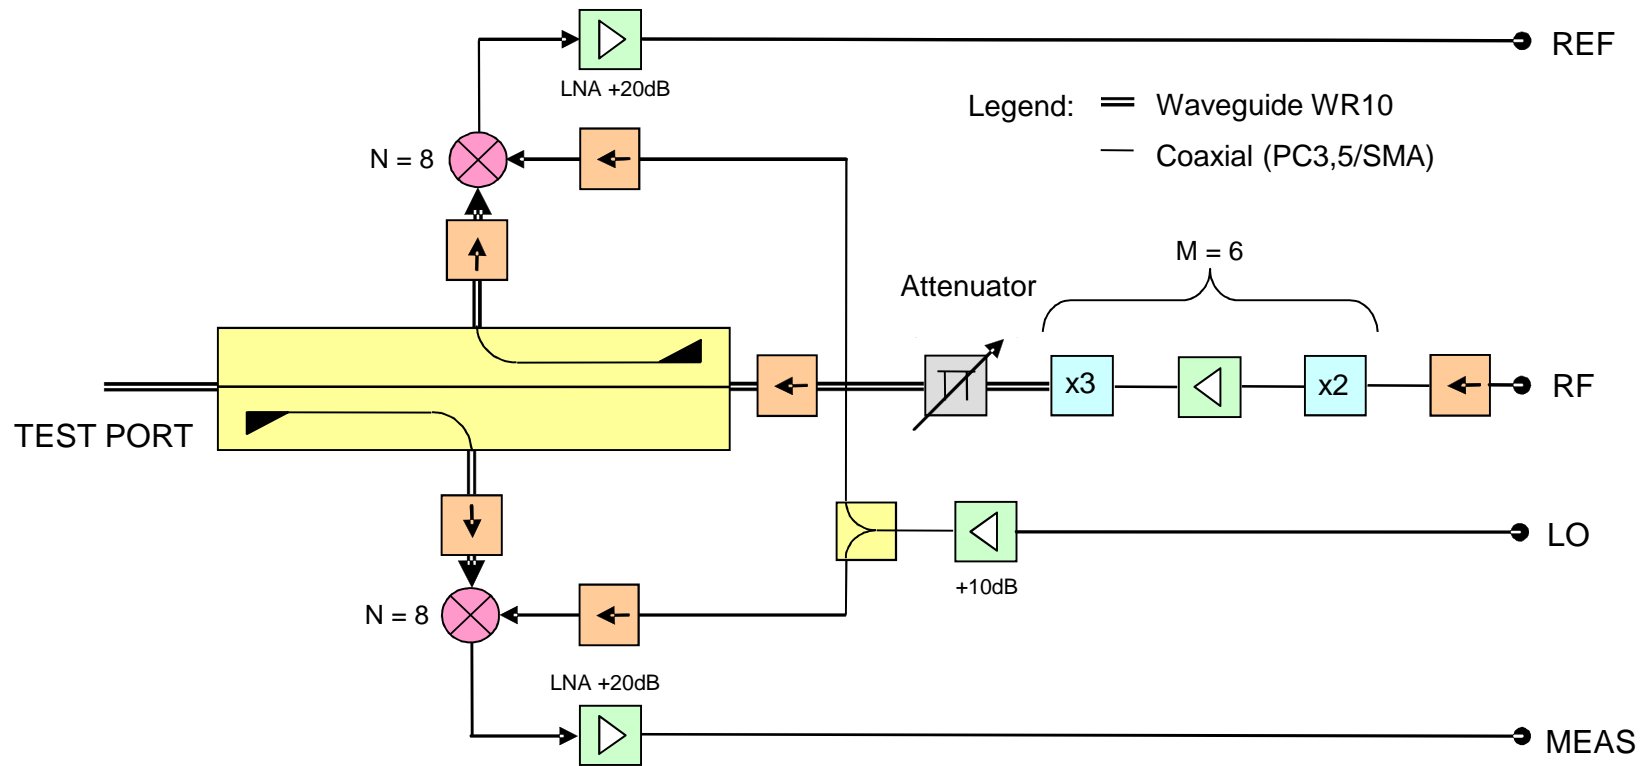 REF
LNA +20dB
Legend:
Waveguide WR10
N = 8
Coaxial (PC3,5/SMA)
M = 6
Attenuator
x3
x2
RF
TEST PORT
LO
+10dB
N = 8
LNA +20dB
MEAS